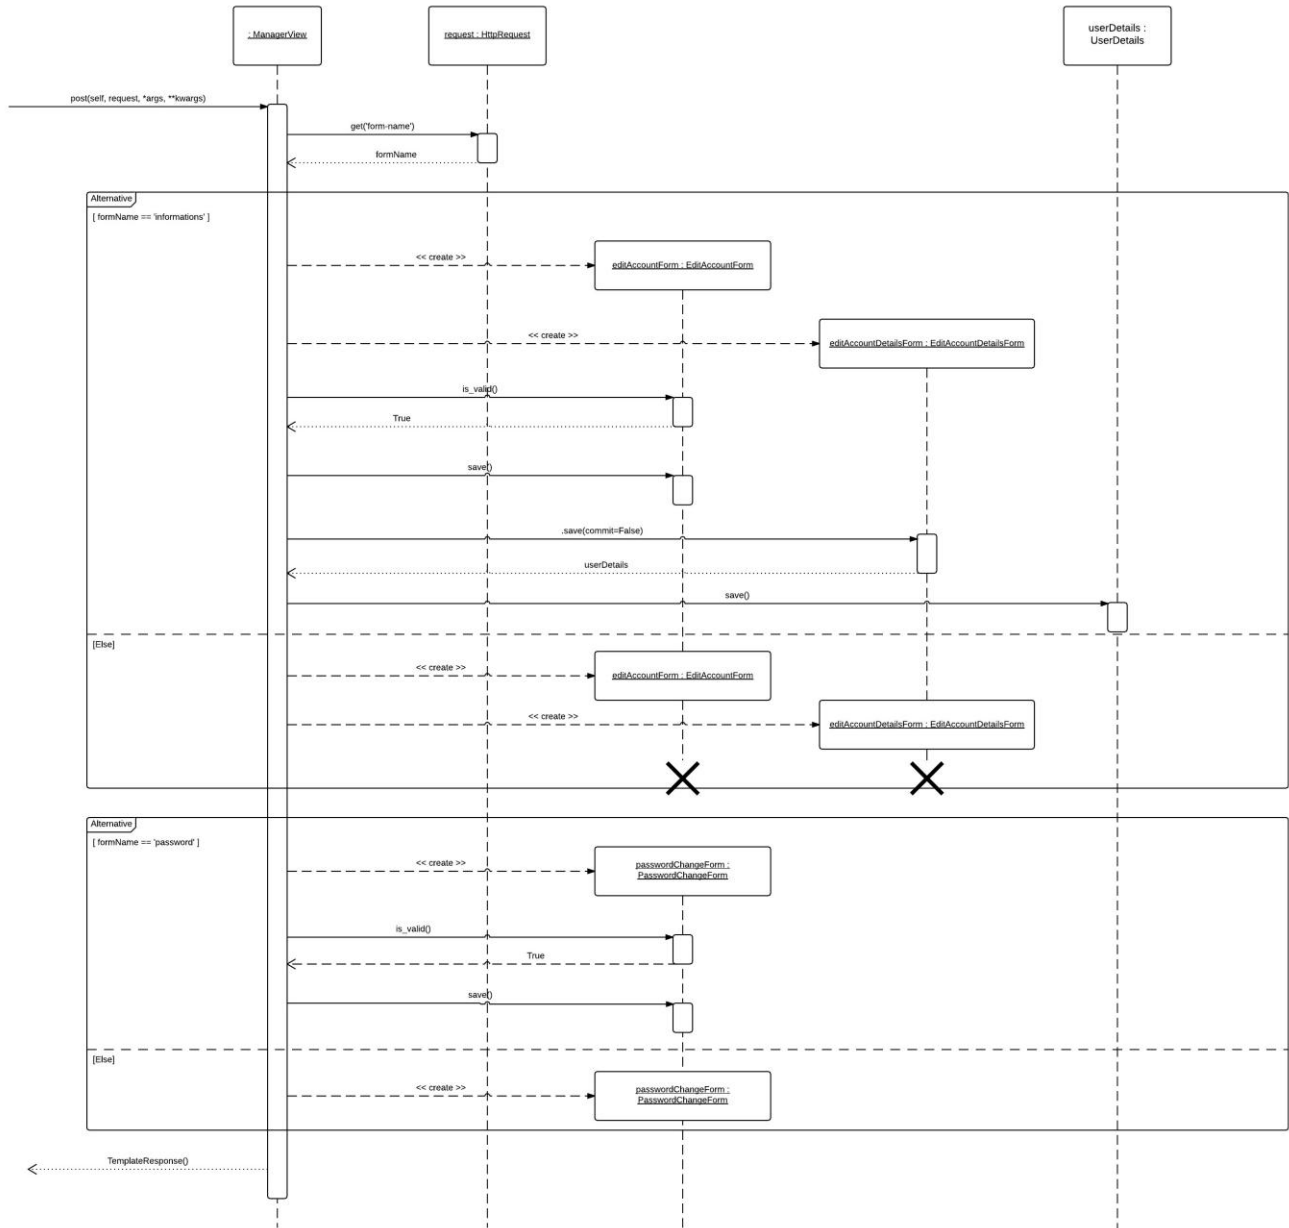 : ManagerView
request : HttpRequest
userDetails :
UserDetails
post(self, request, *args, **kwargs)
get('form-name')
formName
Alternative
[ formName == 'informations' ]
<< create >>
editAccountForm : EditAccountForm
<< create >>
editAccountDetailsForm : EditAccountDetailsForm
is_valid()
True
save()
.save(commit=False)
userDetails
save()
[Else]
<< create >>
editAccountForm : EditAccountForm
<< create >>
editAccountDetailsForm : EditAccountDetailsForm
Alternative
[ formName == 'password' ]
<< create >>
passwordChangeForm :
PasswordChangeForm
is_valid()
True
save()
[Else]
<< create >>
passwordChangeForm :
PasswordChangeForm
TemplateResponse()